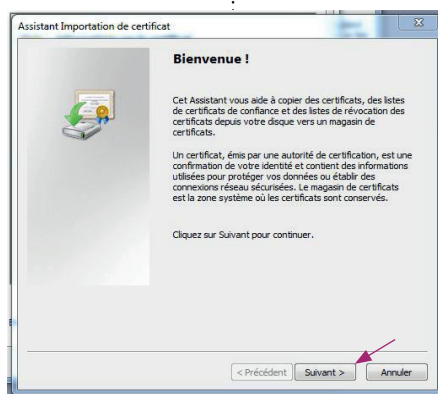 Assistant Importation de certificat
Bienvenue !
Cet Assistant vous aide à copier des certificats, des listes
de certificats de confiance et des listes de révocation des
certificats depuis votre disque vers un magasin de
certificats.
Un certificat, émis par une autorité de certification, est une
confirmation de votre identité et contient des informations
utilisées pour protéger vos données ou établir des
connexions réseau sécurisées. Le magasin de certificats
est la zone système où les certificats sont conservés.
Cliquez sur Suivant pour continuer.
< Précédent Suivant > Annuler